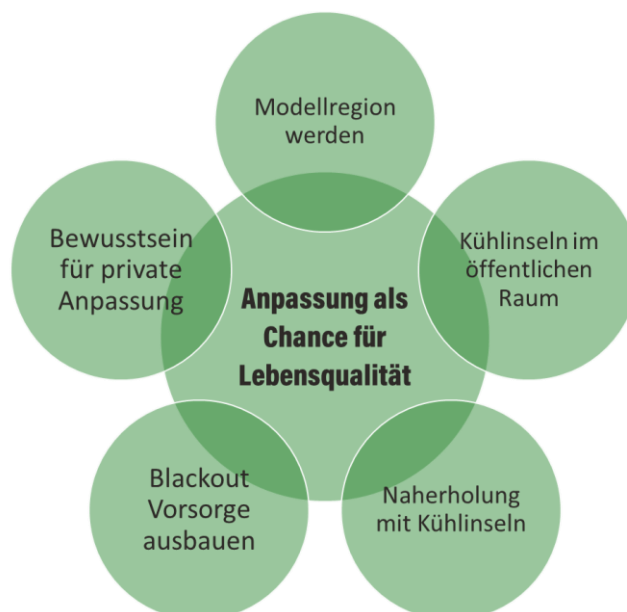 Modellregion
werden
Kühlinseln im
öffentlichen
Raum
Naherholung
mit Kühlinseln
Blackout
Vorsorge
ausbauen
Bewusstsein
für private
Anpassung
Anpassung als
Chance für
Lebensqualität